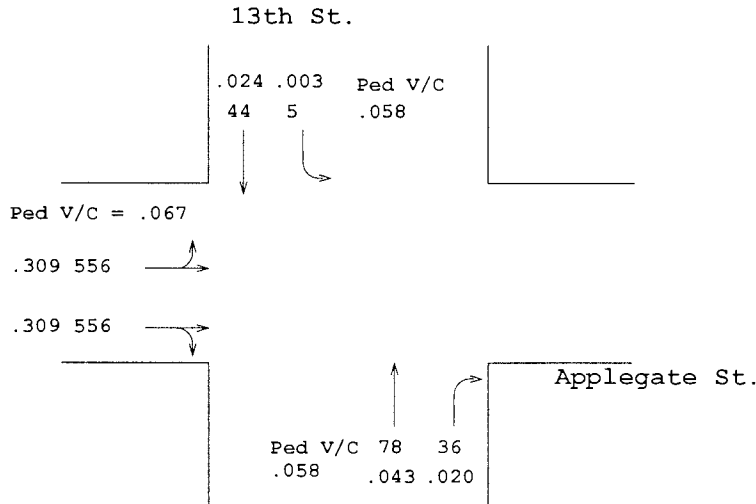 13th St.
.024 .003 Ped V/C
44 5 .058
Ped V/C = .067
.309 556
.309 556
Applegate St.
Ped V/C 78 36
.058 .043 .020